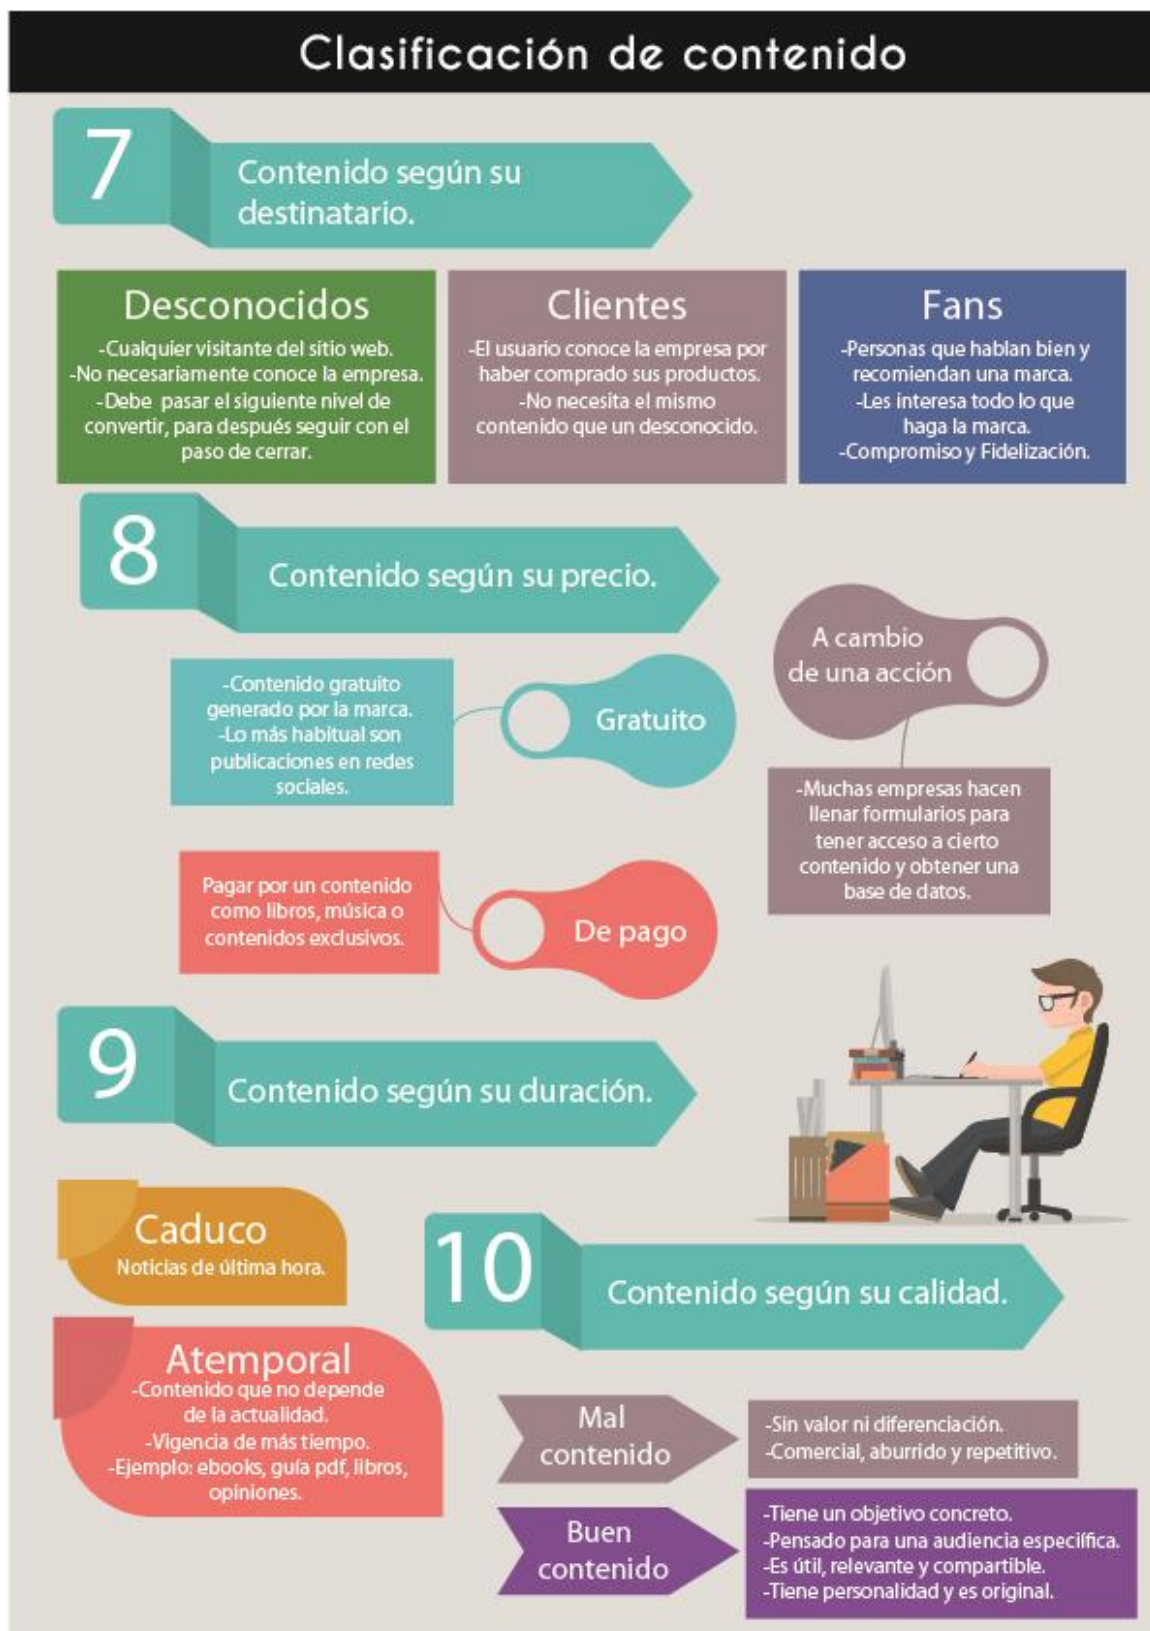 Clasificación de contenido
7
Contenido según su
destinatario.
Desconocidos
-Cualquier visitante del sitio web.
-No necesariamente conoce la empresa.
-Debe pasar el siguiente nivel de
convertir, para después seguir con el
paso de cerrar.
Clientes
-El usuario conoce la empresa por
haber comprado sus productos.
-No necesita el mismo
contenido que un desconocido.
Fans
-Personas que hablan bien y
recomiendan una marca.
-Les interesa todo lo que
haga la marca.
-Compromiso y Fidelización.
8
Contenido según su precio.
-Contenido gratuito
generado por la marca.
-Lo más habitual son
publicaciones en redes
sociales.
Gratuito
A cambio
de una acción
-Muchas empresas hacen
llenar formularios para
tener acceso a cierto
contenido y obtener una
base de datos.
Pagar por un contenido
como libros, música o
contenidos exclusivos.
De pago
9
Contenido según su duración.
Caduco
Noticias de última hora.
Atemporal
-Contenido que no depende
de la actualidad.
-Vigencia de más tiempo.
-Ejemplo: ebooks, guía pdf, libros,
opiniones.
10
Contenido según su calidad.
Mal
contenido
-Sin valor ni diferenciación.
-Comercial, aburrido y repetitivo.
Buen
contenido
-Tiene un objetivo concreto.
-Pensado para una audiencia especiífica.
-Es útil, relevante y compartible.
-Tiene personalidad y es original.